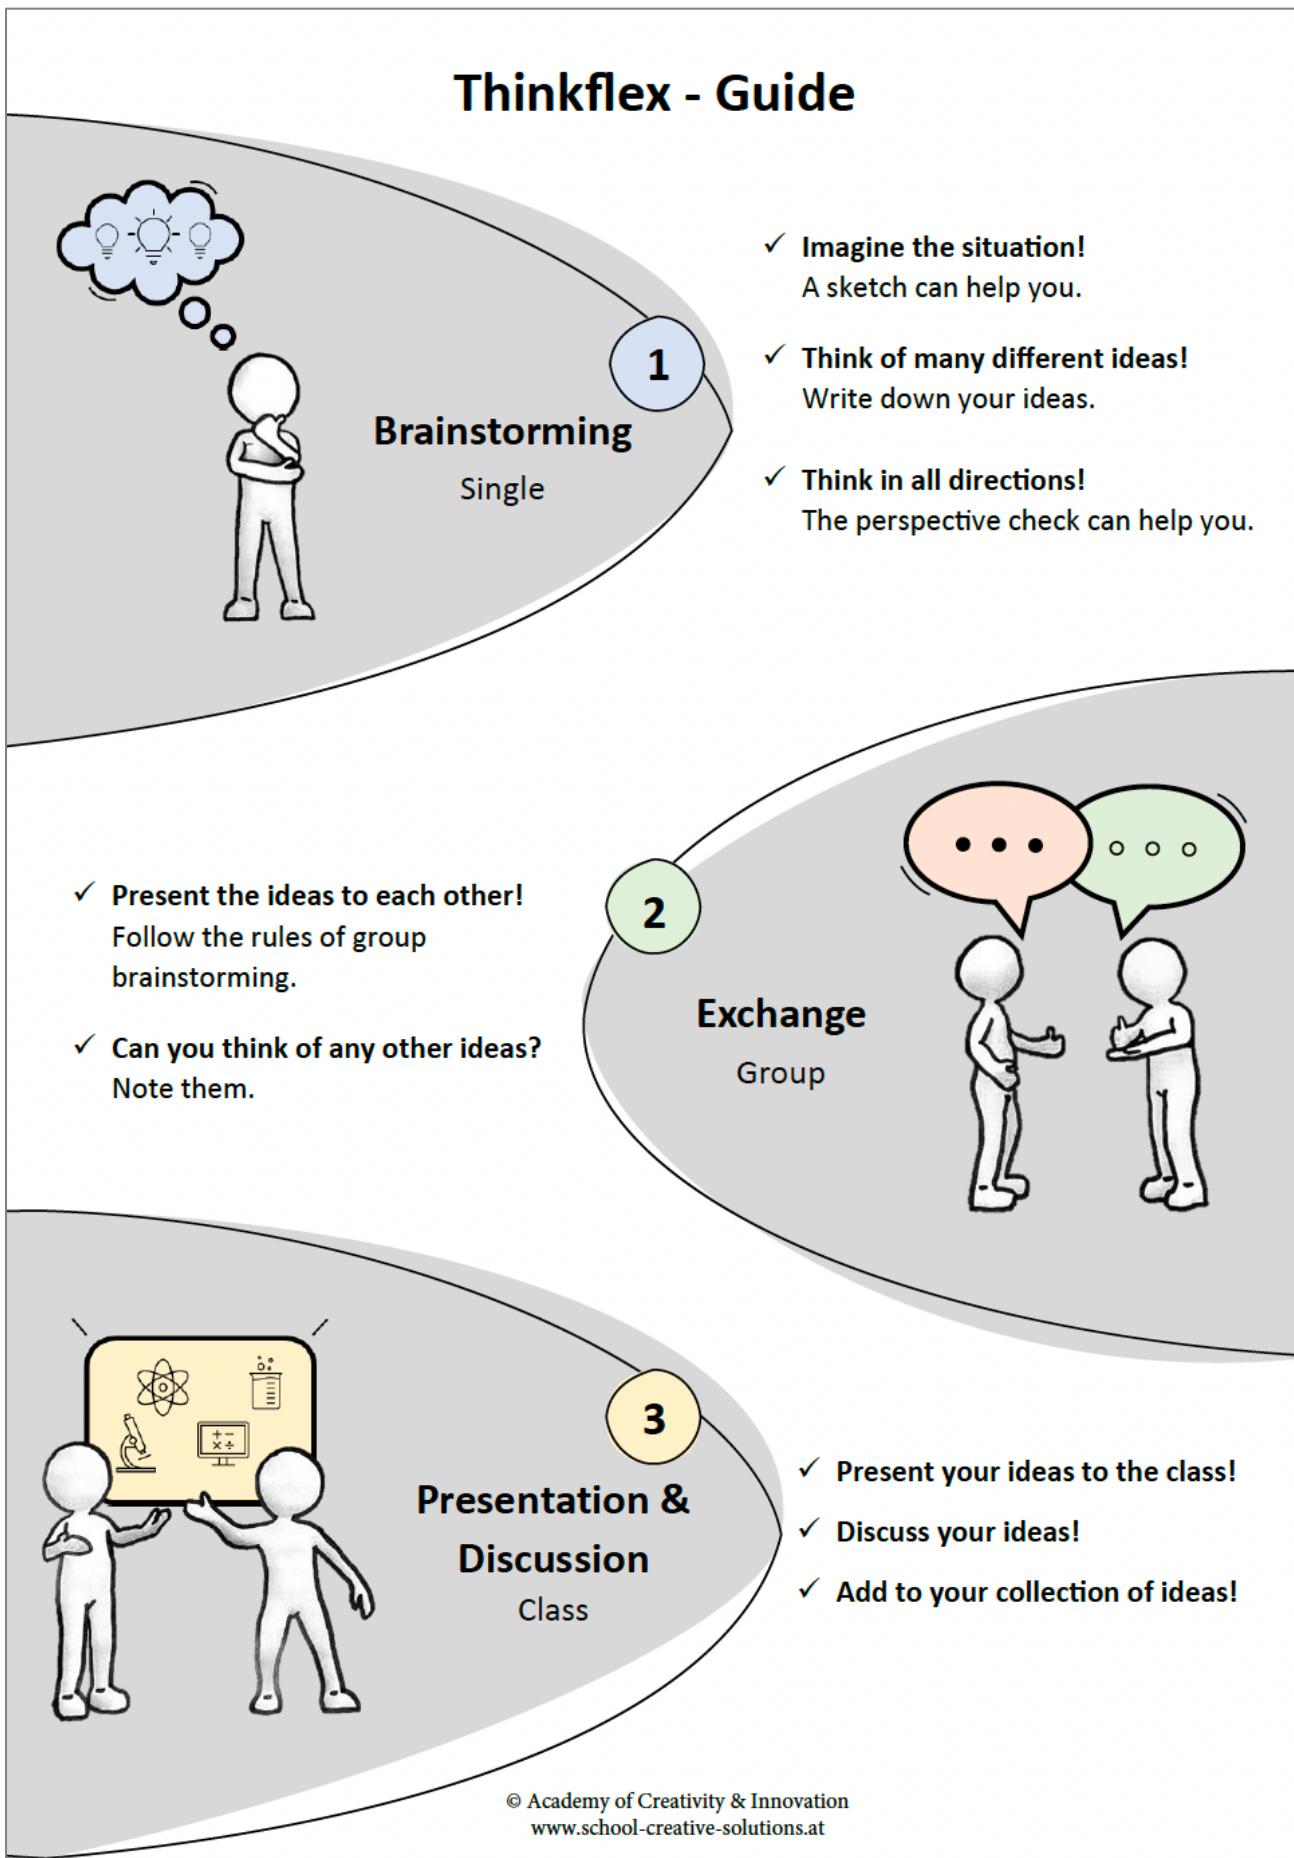 Thinkflex - Guide
1
Brainstorming
Single
✓ Imagine the situation!
A sketch can help you.
✓ Think of many different ideas!
Write down your ideas.
✓ Think in all directions!
The perspective check can help you.
2
Exchange
Group
✓ Present the ideas to each other!
Follow the rules of group
brainstorming.
✓ Can you think of any other ideas?
Note them.
3
Presentation &
Discussion
Class
✓ Present your ideas to the class!
✓ Discuss your ideas!
✓ Add to your collection of ideas!
© Academy of Creativity & Innovation
www.school-creative-solutions.at